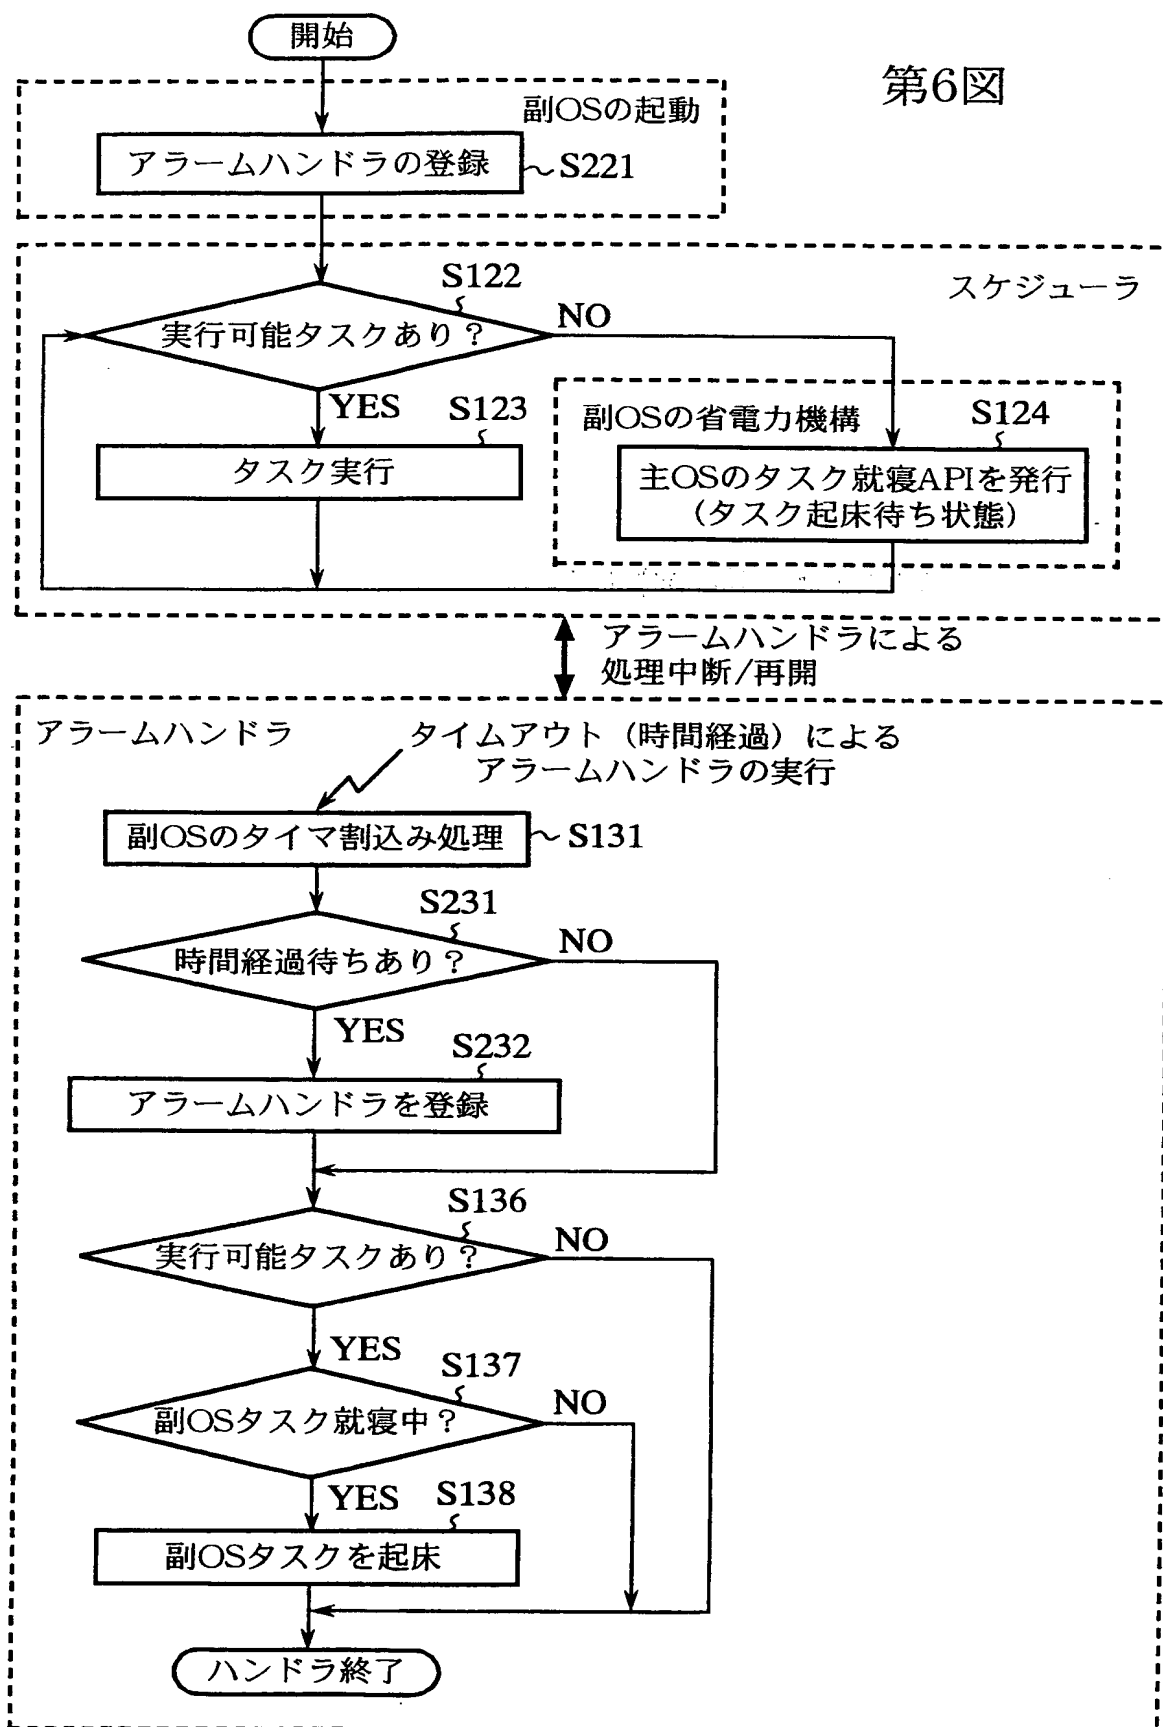 開始
第6図
副OSの起動
アラームハンドラの登録
S221
スケジューラ
S122
実行可能タスクあり?
NO
YES
S123
タスク実行
副OSの省電力機構
S124
主OSのタスク就寝APIを発行
(タスク起床待ち状態)
アラームハンドラによる
処理中断/再開
アラームハンドラ
タイムアウト(時間経過)による
アラームハンドラの実行
副OSのタイマ割込み処理
S131
S231
時間経過待ちあり?
NO
YES
S232
アラームハンドラを登録
S136
実行可能タスクあり?
NO
YES
S137
副OSタスク就寝中?
NO
YES
S138
副OSタスクを起床
ハンドラ終了